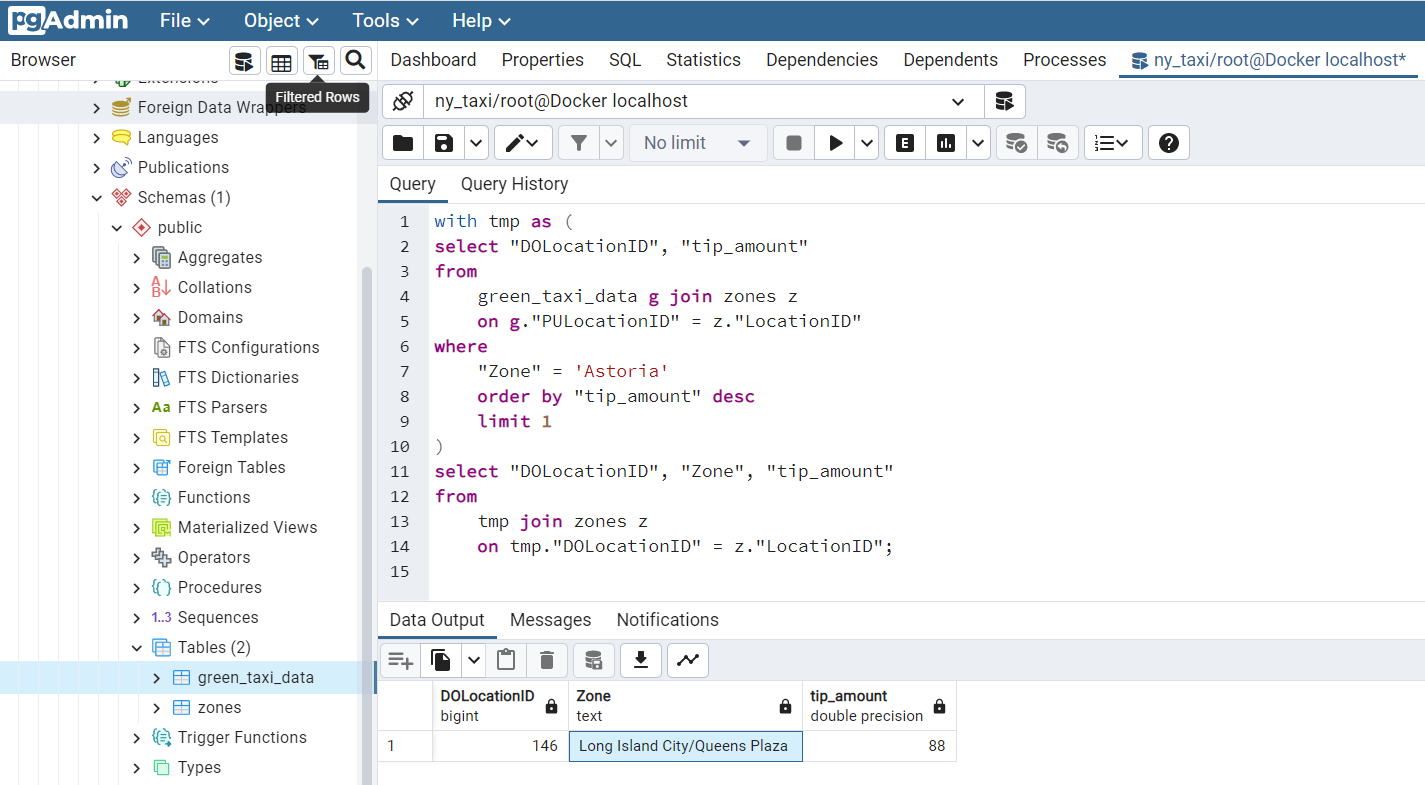 pgAdmin File Object Tools Help
Browser
Dashboard Properties SQL Statistics Dependencies Dependents Processes ny_taxi/root@Docker localhost*
Extensions
Filtered Rows
Foreign Data Wrappers
Languages
Publications
Schemas (1)
public
Aggregates
Collations
Domains
FTS Configurations
FTS Dictionaries
Aa FTS Parsers
FTS Templates
Foreign Tables
Functions
Materialized Views
Operators
Procedures
1..3 Sequences
Tables (2)
green_taxi_data
zones
Trigger Functions
Types
ny_taxi/root@Docker localhost
No limit
E
Query Query History
1 with tmp as (
2 select "DOLocationID", "tip_amount"
3 from
4 green_taxi_data g join zones z
5 on g."PULocationID" = z."LocationID"
6 where
7 "Zone" = 'Astoria'
8 order by "tip_amount" desc
9 limit 1
10 )
11 select "DOLocationID", "Zone", "tip_amount"
12 from
13 tmp join zones z
14 on tmp."DOLocationID" = z."LocationID";
15
Data Output Messages Notifications
DOLocationID Zone tip_amount
bigint text double precision
1 146 Long Island City/Queens Plaza 88